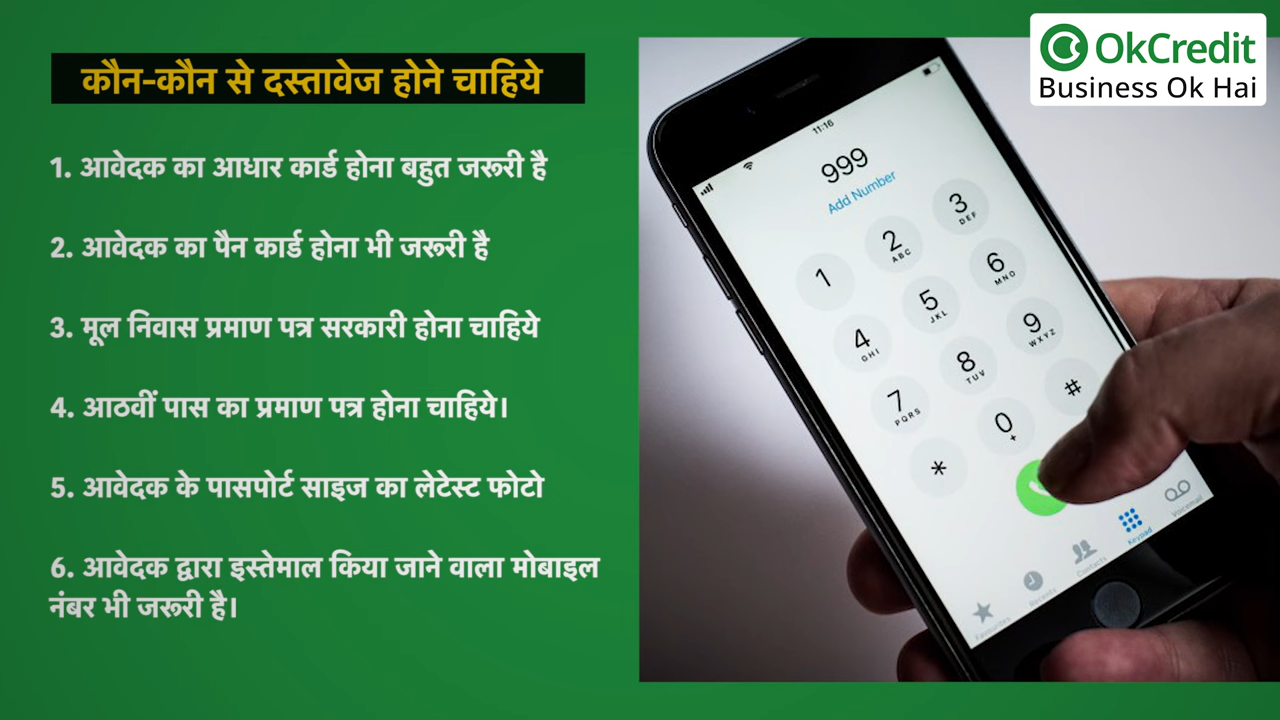 कौन-कौन से दस्तावेज होने चाहिये
1. आवेदक का आधार कार्ड होना बहुत जरूरी है
2. आवेदक का पैन कार्ड होना भी जरूरी है
3. मूल निवास प्रमाण पत्र सरकारी होना चाहिये
4. आठवीं पास का प्रमाण पत्र होना चाहिये।
5. आवेदक के पासपोर्ट साइज का लेटेस्ट फोटो
6. आवेदक द्वारा इस्तेमाल किया जाने वाला मोबाइल
नंबर भी जरूरी है।
OkCredit
Business Ok Hai
11:16
999
Add Number
1
2
ABC
3
DEF
4
GHI
5
JKL
6
MNO
7
PQRS
8
TUV
9
WXYZ
*
0
+
#
Favourites
Recents
Contacts
Keypad
Voicemail